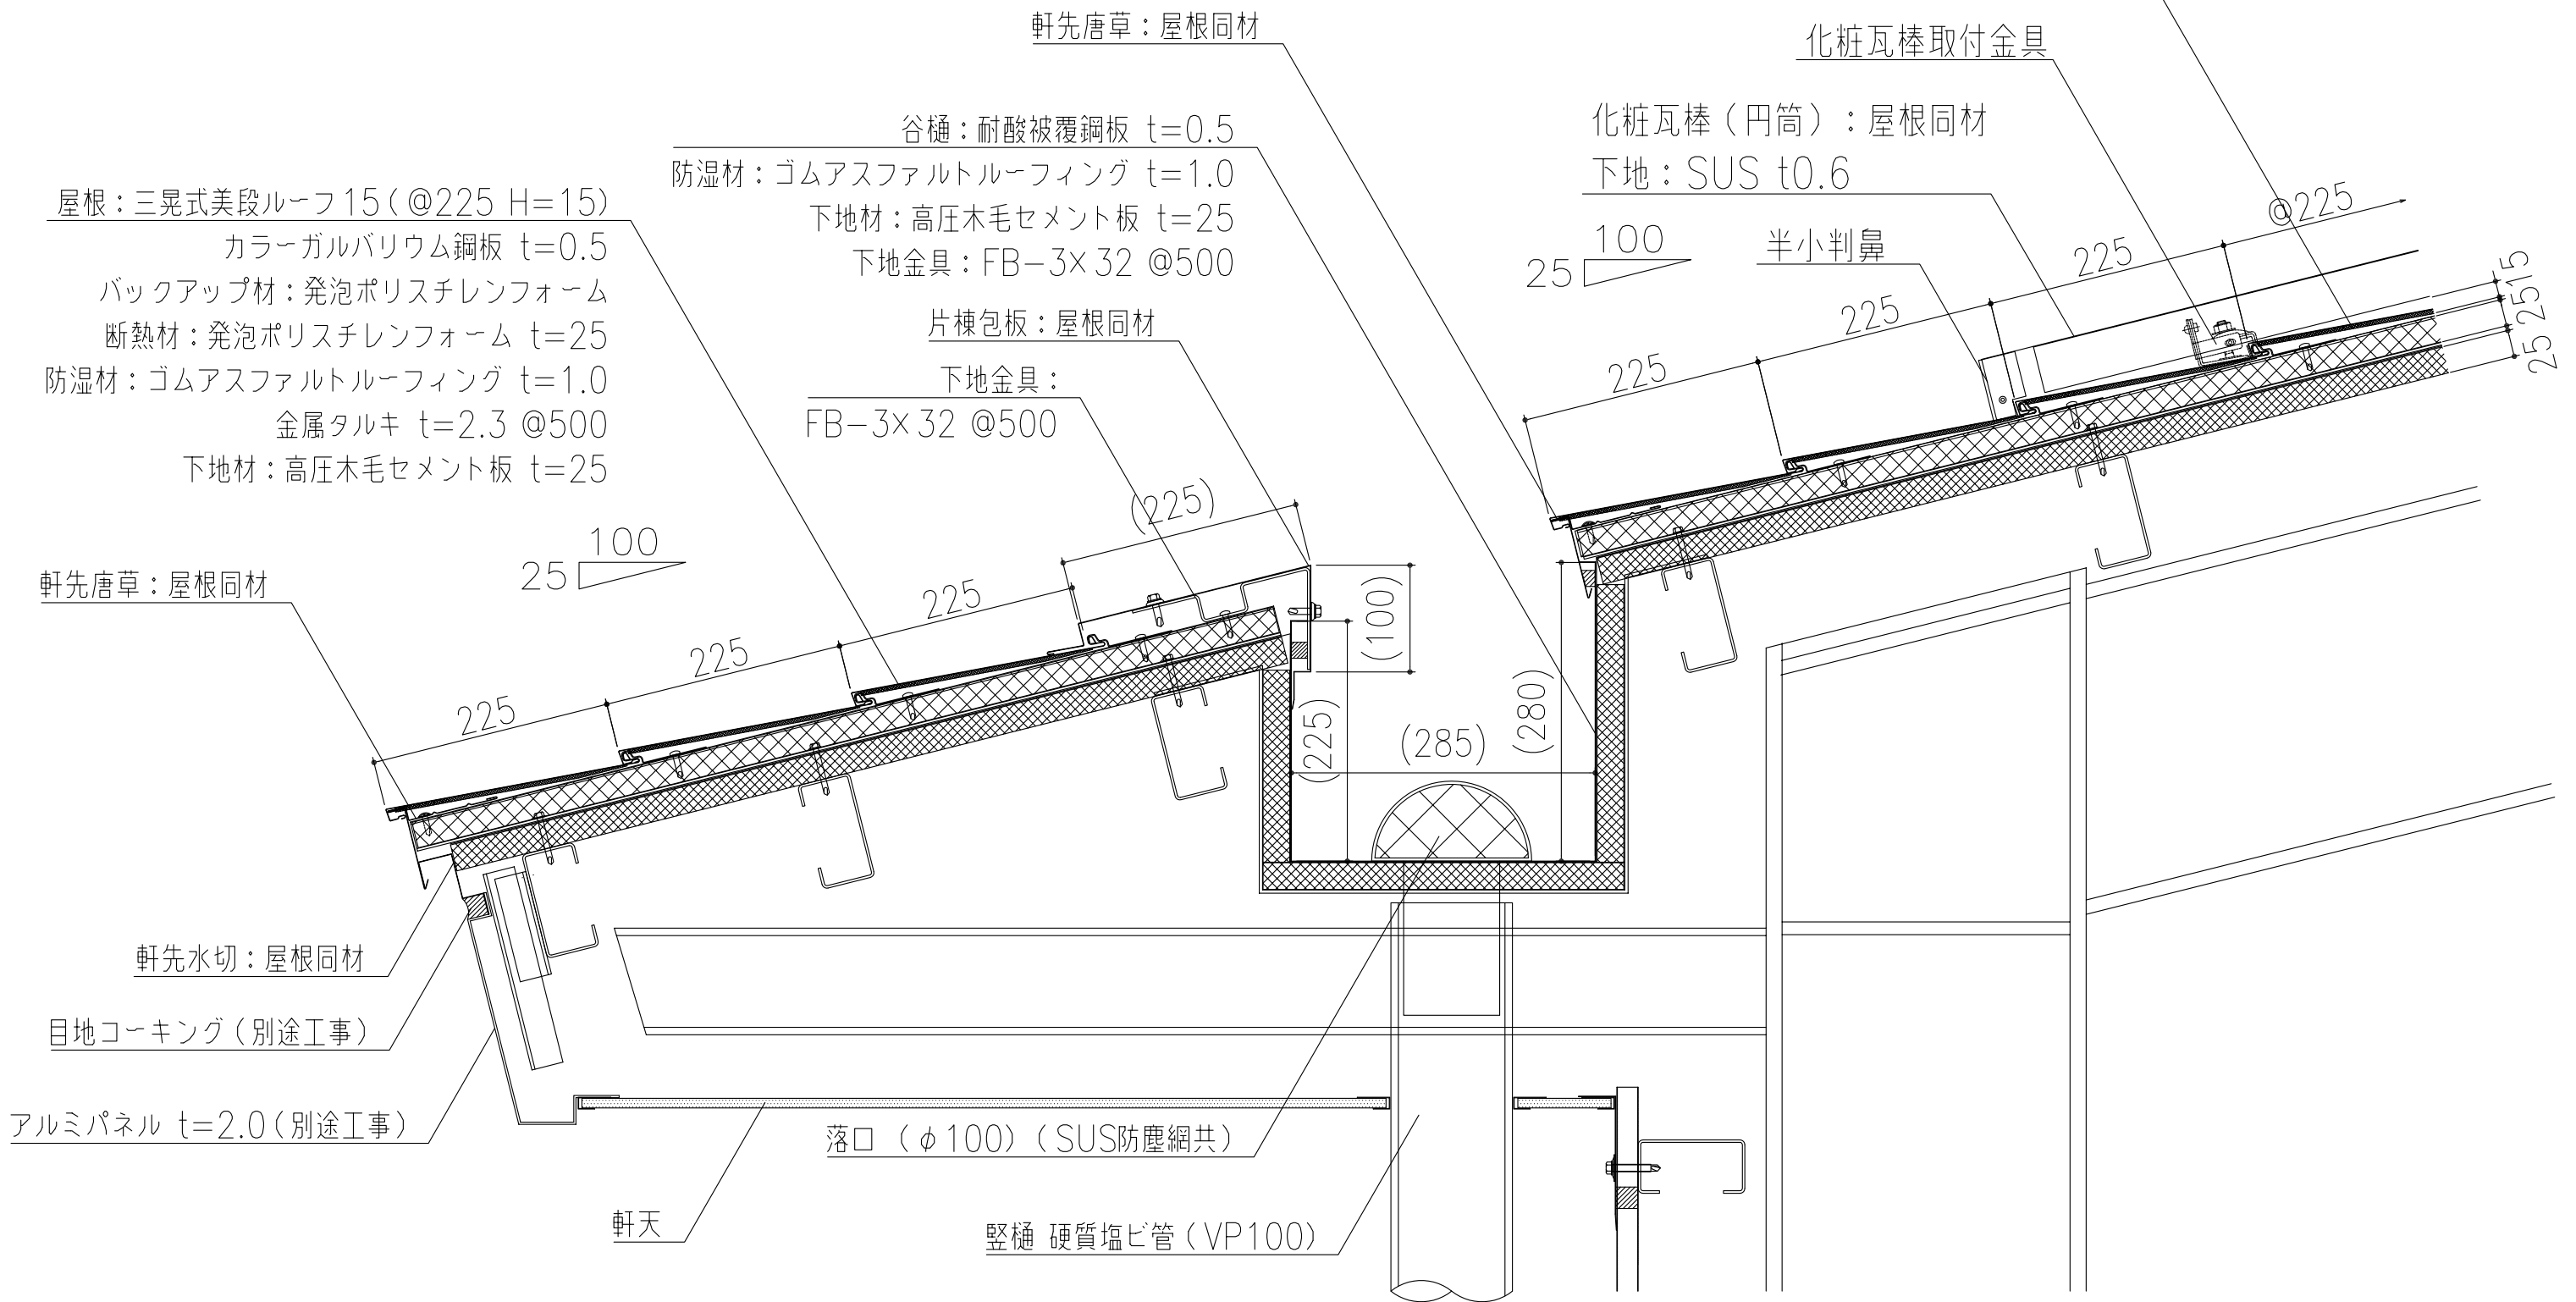 軒先唐草：屋根同材
化粧瓦棒取付金具
谷樋：耐酸被覆鋼板 t=0.5
防湿材：ゴムアスファルトルーフィング t=1.0
下地材：高圧木毛セメント板 t=25
下地金具：FB-3×32 @500
化粧瓦棒（円筒）：屋根同材
下地：SUS t0.6
屋根：三晃式美段ルーフ15(@225 H=15)
カラーガルバリウム鋼板 t=0.5
バックアップ材：発泡ポリスチレンフォーム
断熱材：発泡ポリスチレンフォーム t=25
防湿材：ゴムアスファルトルーフィング t=1.0
金属タルキ t=2.3 @500
下地材：高圧木毛セメント板 t=25
片棟包板：屋根同材
下地金具：
FB-3×32 @500
100
25
半小判鼻
225
225
225
@225
15
25
25
100
25
軒先唐草：屋根同材
225
225
225
(225)
(100)
(225)
(285)
(280)
軒先水切：屋根同材
目地コーキング（別途工事）
アルミパネル t=2.0（別途工事）
落口 （φ100）（SUS防塵網共）
軒天
竪樋 硬質塩ビ管（VP100）